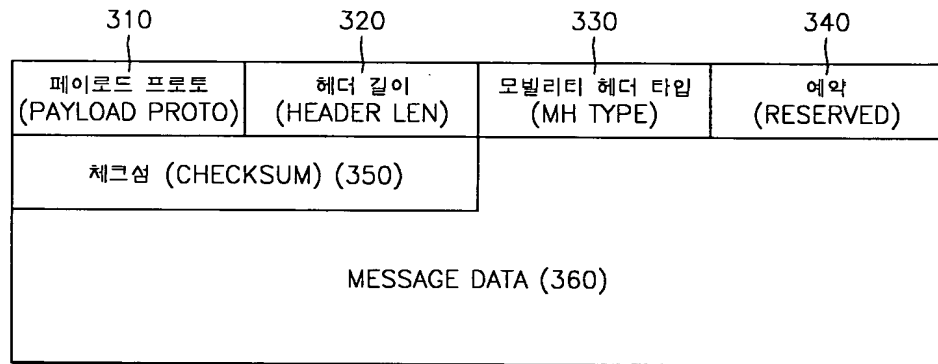 310 320 330 340
페이로드 프로토 헤더 길이 모빌리티 헤더 타입 예약
(PAYLOAD PROTO) (HEADER LEN) (MH TYPE) (RESERVED)
체크섬 (CHECKSUM) (350)
MESSAGE DATA (360)